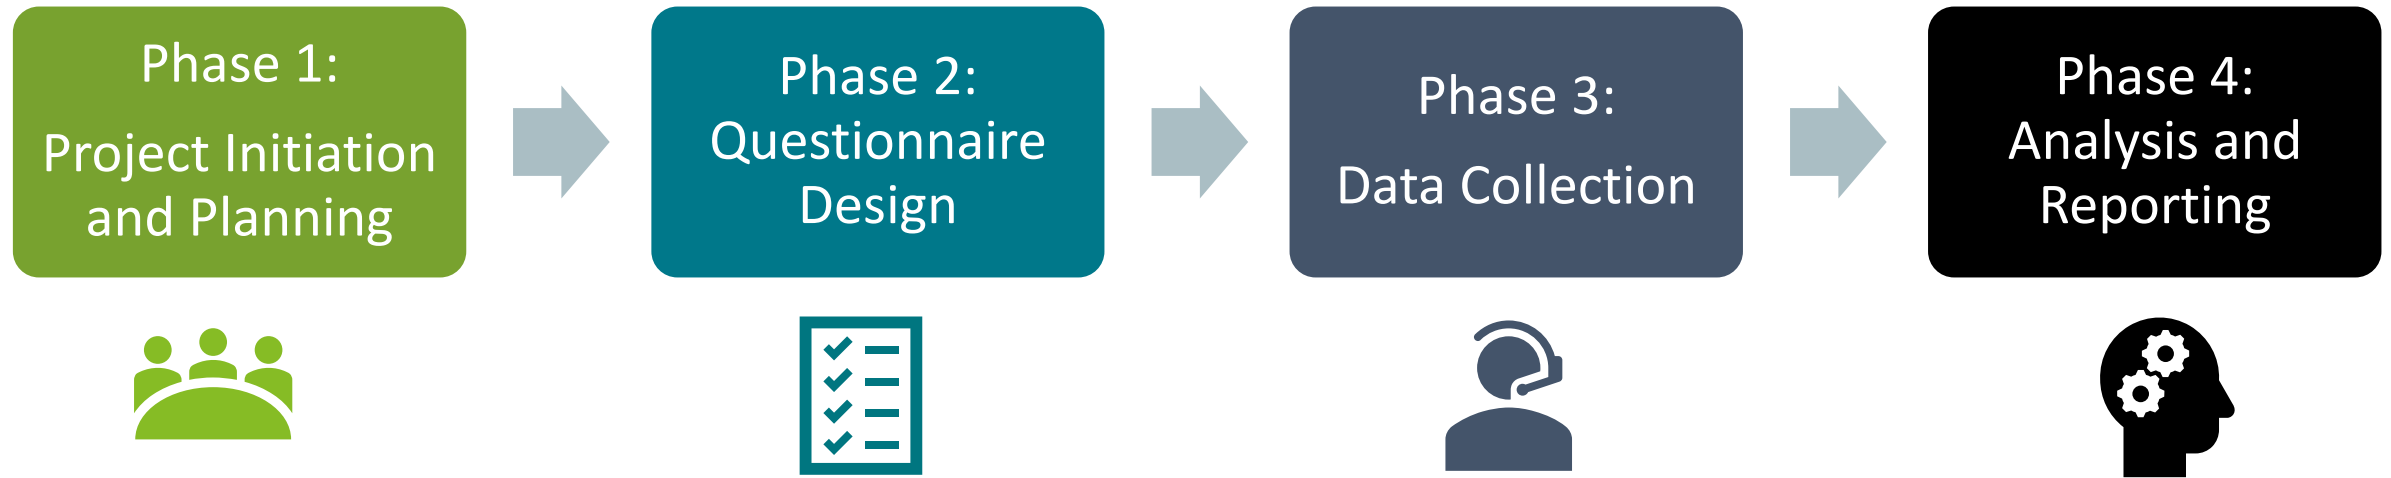 Phase 1:
Project Initiation
and Planning
Phase 2:
Questionnaire
Design
Phase 3:
Data Collection
Phase 4:
Analysis and
Reporting